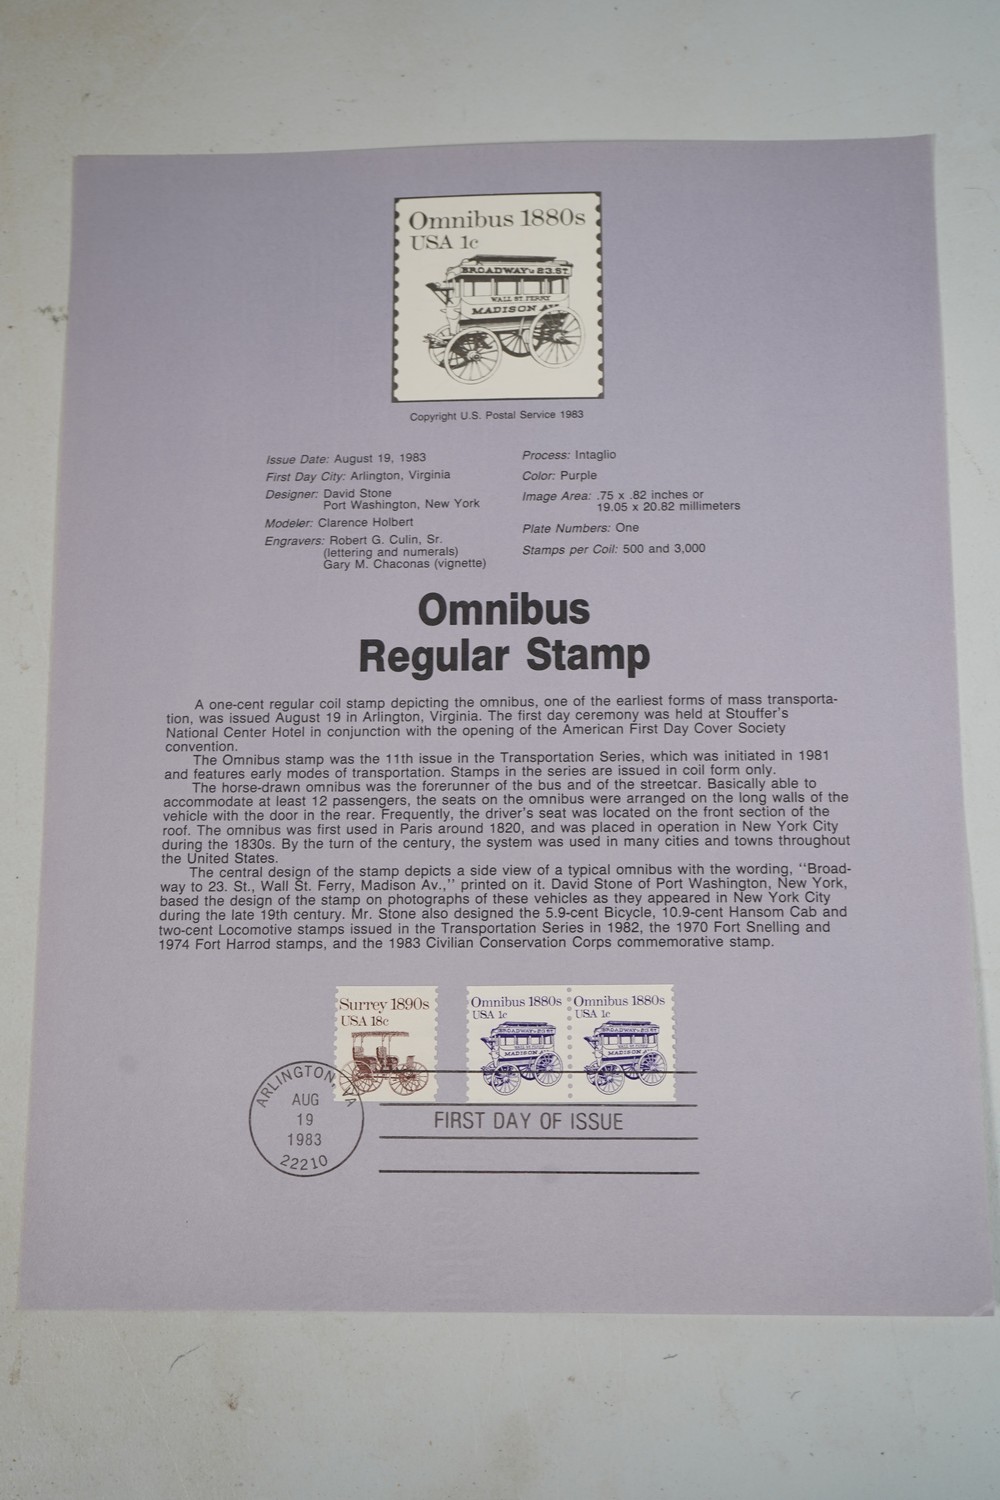 Omnibus 1880s
USA 1c
BROADWAY to 23. ST.
WALL ST. FERRY
MADISON AV.
Copyright U.S. Postal Service 1983
Issue Date: August 19, 1983
First Day City: Arlington, Virginia
Designer: David Stone
Port Washington, New York
Modeler: Clarence Holbert
Engravers: Robert G. Culin, Sr.
(lettering and numerals)
Gary M. Chaconas (vignette)
Process: Intaglio
Color: Purple
Image Area: .75 x .82 inches or
19.05 x 20.82 millimeters
Plate Numbers: One
Stamps per Coil: 500 and 3,000
Omnibus
Regular Stamp
A one-cent regular coil stamp depicting the omnibus, one of the earliest forms of mass transporta-
tion, was issued August 19 in Arlington, Virginia. The first day ceremony was held at Stouffer's
National Center Hotel in conjunction with the opening of the American First Day Cover Society
convention.
The Omnibus stamp was the 11th issue in the Transportation Series, which was initiated in 1981
and features early modes of transportation. Stamps in the series are issued in coil form only.
The horse-drawn omnibus was the forerunner of the bus and of the streetcar. Basically able to
accommodate at least 12 passengers, the seats on the omnibus were arranged on the long walls of the
vehicle with the door in the rear. Frequently, the driver's seat was located on the front section of the
roof. The omnibus was first used in Paris around 1820, and was placed in operation in New York City
during the 1830s. By the turn of the century, the system was used in many cities and towns throughout
the United States.
The central design of the stamp depicts a side view of a typical omnibus with the wording, "Broad-
way to 23. St., Wall St. Ferry, Madison Av.," printed on it. David Stone of Port Washington, New York,
based the design of the stamp on photographs of these vehicles as they appeared in New York City
during the late 19th century. Mr. Stone also designed the 5.9-cent Bicycle, 10.9-cent Hansom Cab and
two-cent Locomotive stamps issued in the Transportation Series in 1982, the 1970 Fort Snelling and
1974 Fort Harrod stamps, and the 1983 Civilian Conservation Corps commemorative stamp.
Surrey 1890s
USA 18c
Omnibus 1880s
USA 1c
BROADWAY to 23. ST.
WALL ST. FERRY
MADISON AV.
Omnibus 1880s
USA 1c
BROADWAY to 23. ST.
WALL ST. FERRY
MADISON AV.
ARLINGTON, VA
AUG
19
1983
22210
FIRST DAY OF ISSUE